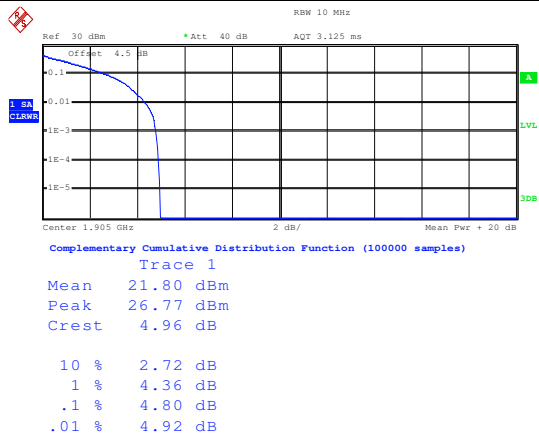 RBW 10 MHz
Ref 30 dBm *Att 40 dB AQT 3.125 ms
Offset 4.5 dB
0.1
A
1 SA
0.01
CLRWR
LVL
1E-3
1E-4
1E-5
3DB
Center 1.905 GHz 2 dB/ Mean Pwr + 20 dB
Complementary Cumulative Distribution Function (100000 samples)
Trace 1
Mean 21.80 dBm
Peak 26.77 dBm
Crest 4.96 dB
10 % 2.72 dB
1 % 4.36 dB
.1 % 4.80 dB
.01 % 4.92 dB